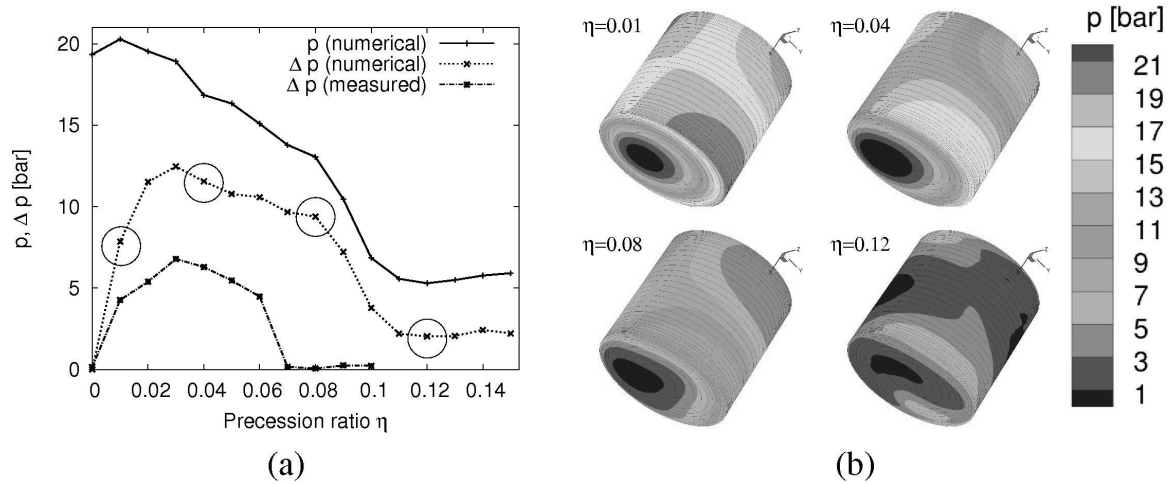 p, Δ p [bar]
20
15
10
5
0
p (numerical)
Δ p (numerical)
Δ p (measured)
0 0.02 0.04 0.06 0.08 0.1 0.12 0.14
Precession ratio η
(a)
η=0.01
η=0.04
η=0.08
η=0.12
p [bar]
21
19
17
15
13
11
9
7
5
3
1
(b)